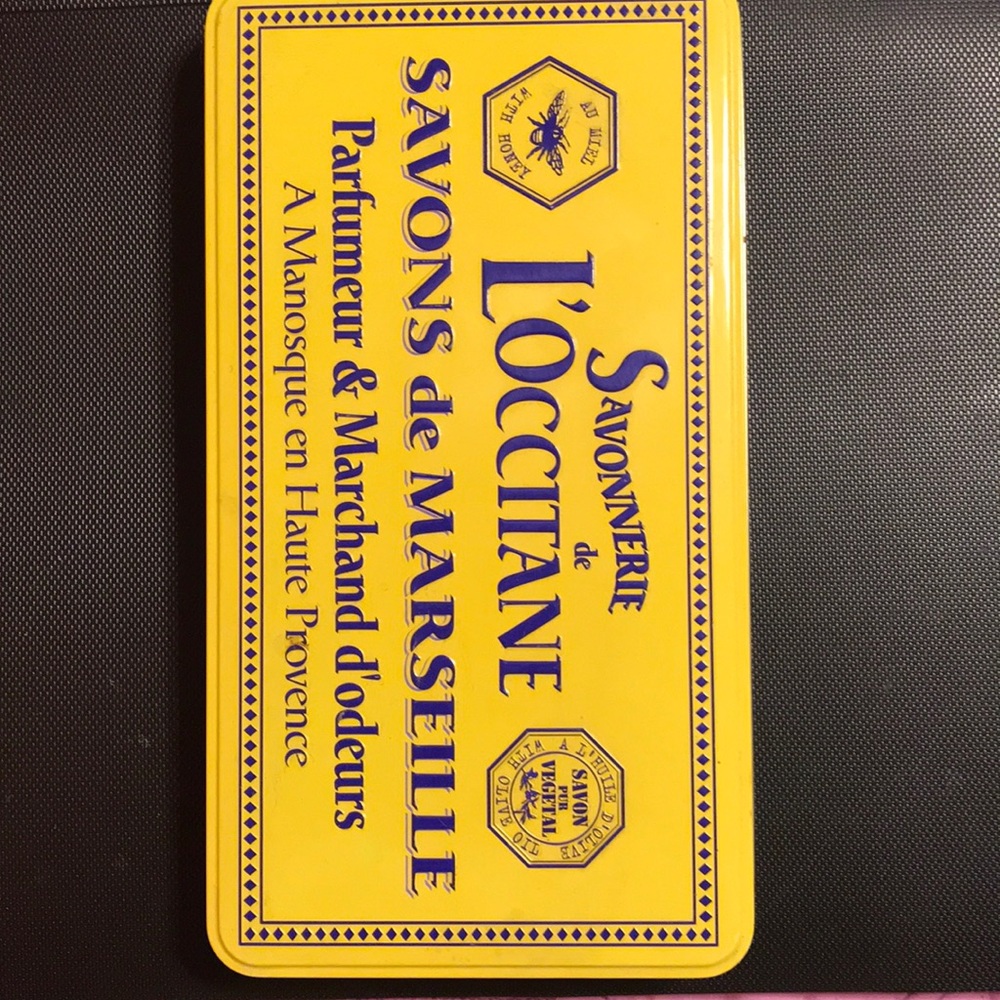 SAVONNERIE
de
L'OCCITANE
AU MIEL
WITH HONEY
A L'HUILE D'OLIVE
SAVON
PUR
VEGETAL
WITH OLIVE OIL
SAVONS de MARSEILLE
Parfumeur & Marchand d'odeurs
A Manosque en Haute Provence